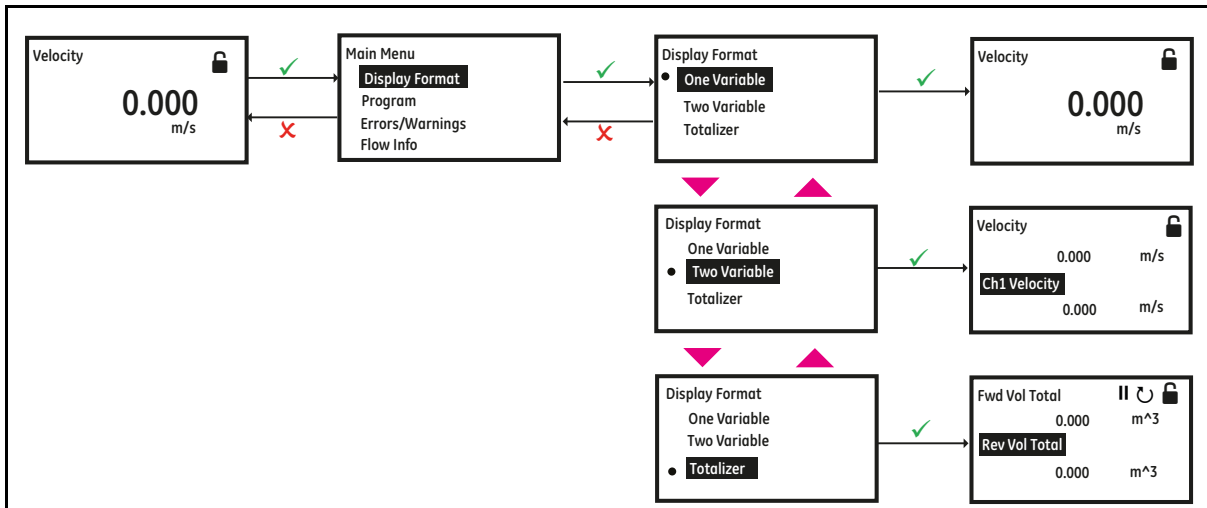 Velocity
0.000
m/s
Main Menu
Display Format
Program
Errors/Warnings
Flow Info
Display Format
One Variable
Two Variable
Totalizer
Velocity
0.000
m/s
Display Format
One Variable
Two Variable
Totalizer
Velocity
0.000 m/s
Ch1 Velocity
0.000 m/s
Display Format
One Variable
Two Variable
Totalizer
Fwd Vol Total
0.000 m^3
Rev Vol Total
0.000 m^3